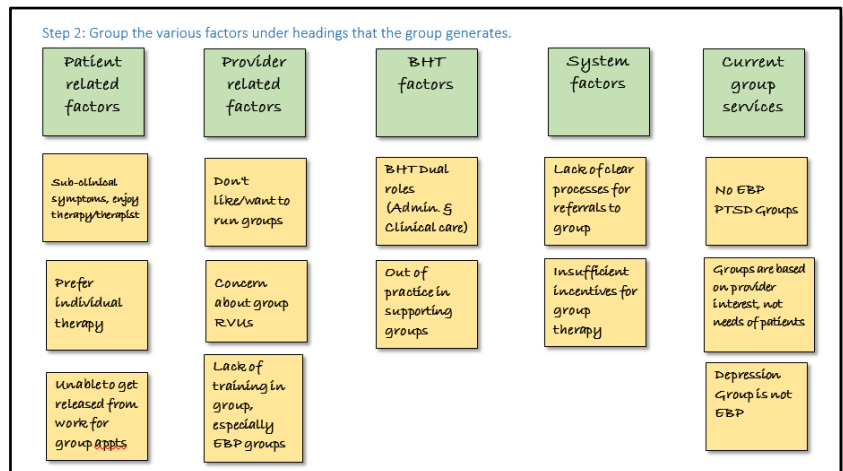 Step 2: Group the various factors under headings that the group generates.
Patient
related
factors
Provider
related
factors
BHT
factors
System
factors
Current
group
services
Sub-clinical
symptoms, enjoy
therapy/therapist
Don't
like/want to
run groups
BHT Dual
roles
(Admin. &
Clinical care)
Lack of clear
processes for
referrals to
group
No EBP
PTSD Groups
Prefer
individual
therapy
Concern
about group
RVUs
Out of
practice in
supporting
groups
Insufficient
incentives for
group
therapy
Groups are based
on provider
interest, not
needs of patients
Unable to get
released from
work for
group appts
Lack of
training in
group,
especially
EBP groups
Depression
Group is not
EBP